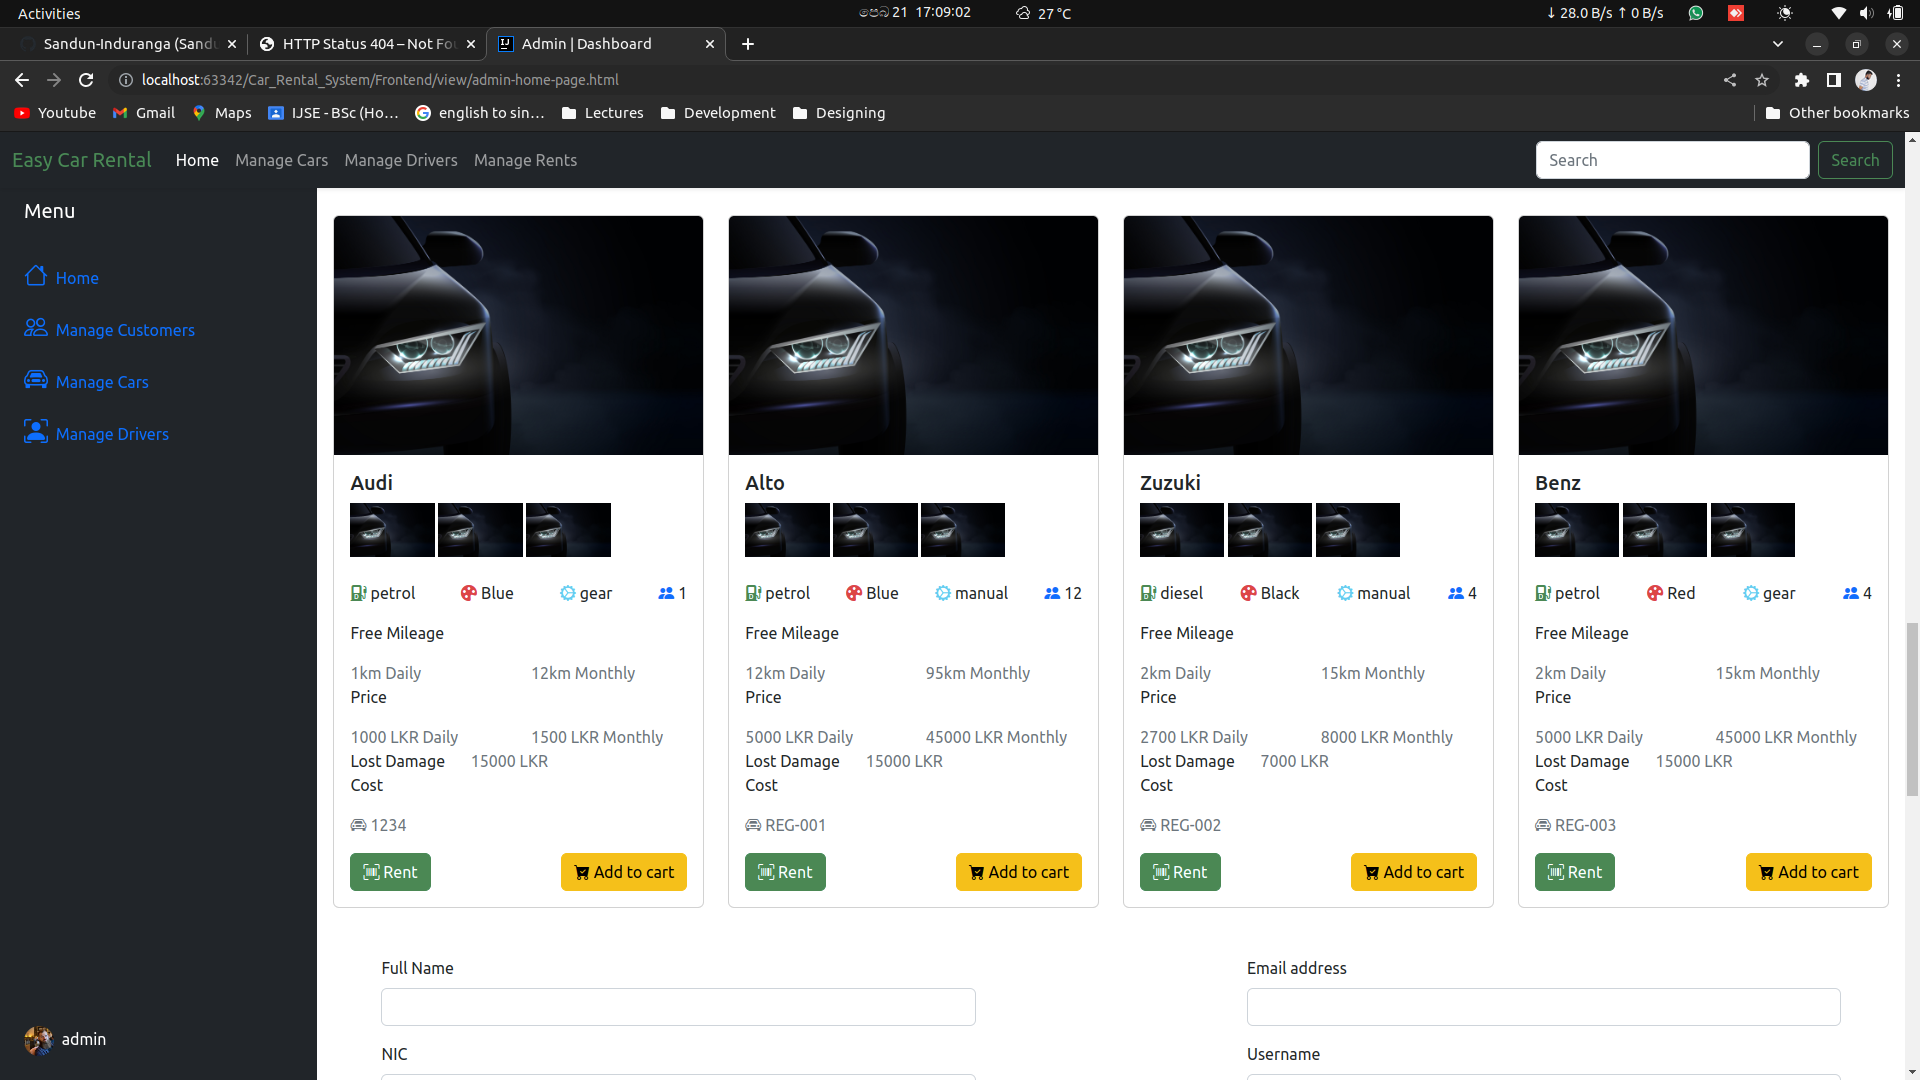 Activities
පෙබ 21 17:09:02
27 °C
↓ 28.0 B/s ↑ 0 B/s
Sandun-Induranga (Sandu
HTTP Status 404 – Not Fou
Admin | Dashboard
localhost:63342/Car_Rental_System/Frontend/view/admin-home-page.html
Youtube
Gmail
Maps
IJSE - BSc (Ho...
english to sin...
Lectures
Development
Designing
Other bookmarks
Easy Car Rental
Home
Manage Cars
Manage Drivers
Manage Rents
Search
Search
Menu
Home
Manage Customers
Manage Cars
Manage Drivers
admin
Audi
petrol Blue gear 1
Free Mileage
1km Daily 12km Monthly
Price
1000 LKR Daily 1500 LKR Monthly
Lost Damage 15000 LKR
Cost
1234
Rent Add to cart
Alto
petrol Blue manual 12
Free Mileage
12km Daily 95km Monthly
Price
5000 LKR Daily 45000 LKR Monthly
Lost Damage 15000 LKR
Cost
REG-001
Rent Add to cart
Zuzuki
diesel Black manual 4
Free Mileage
2km Daily 15km Monthly
Price
2700 LKR Daily 8000 LKR Monthly
Lost Damage 7000 LKR
Cost
REG-002
Rent Add to cart
Benz
petrol Red gear 4
Free Mileage
2km Daily 15km Monthly
Price
5000 LKR Daily 45000 LKR Monthly
Lost Damage 15000 LKR
Cost
REG-003
Rent Add to cart
Full Name
Email address
NIC
Username